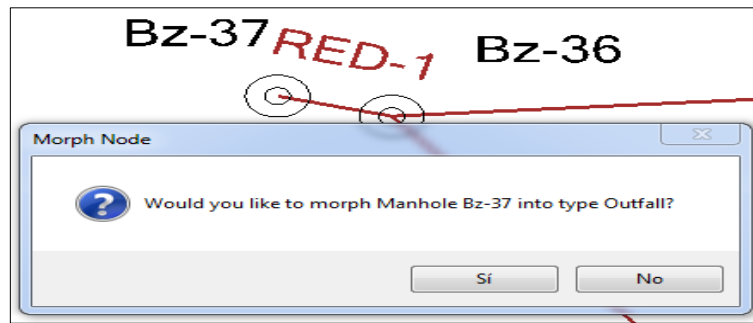 Bz-37 RED-1 Bz-36
Morph Node
Would you like to morph Manhole Bz-37 into type Outfall?
Sí No